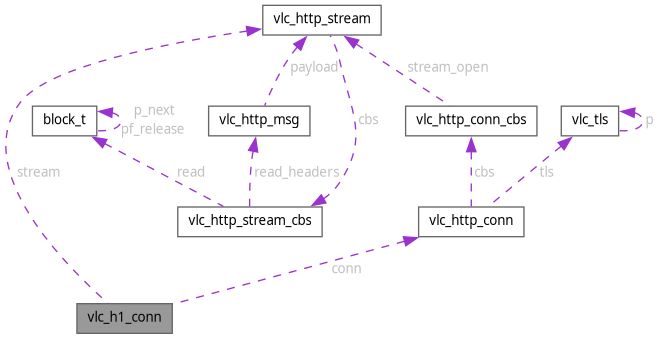 vlc_http_stream
payload
stream_open
p_next
pf_release
block_t
vlc_http_msg
cbs
vlc_http_conn_cbs
vlc_tls
p
stream
read
read_headers
cbs
tls
vlc_http_stream_cbs
vlc_http_conn
conn
vlc_h1_conn